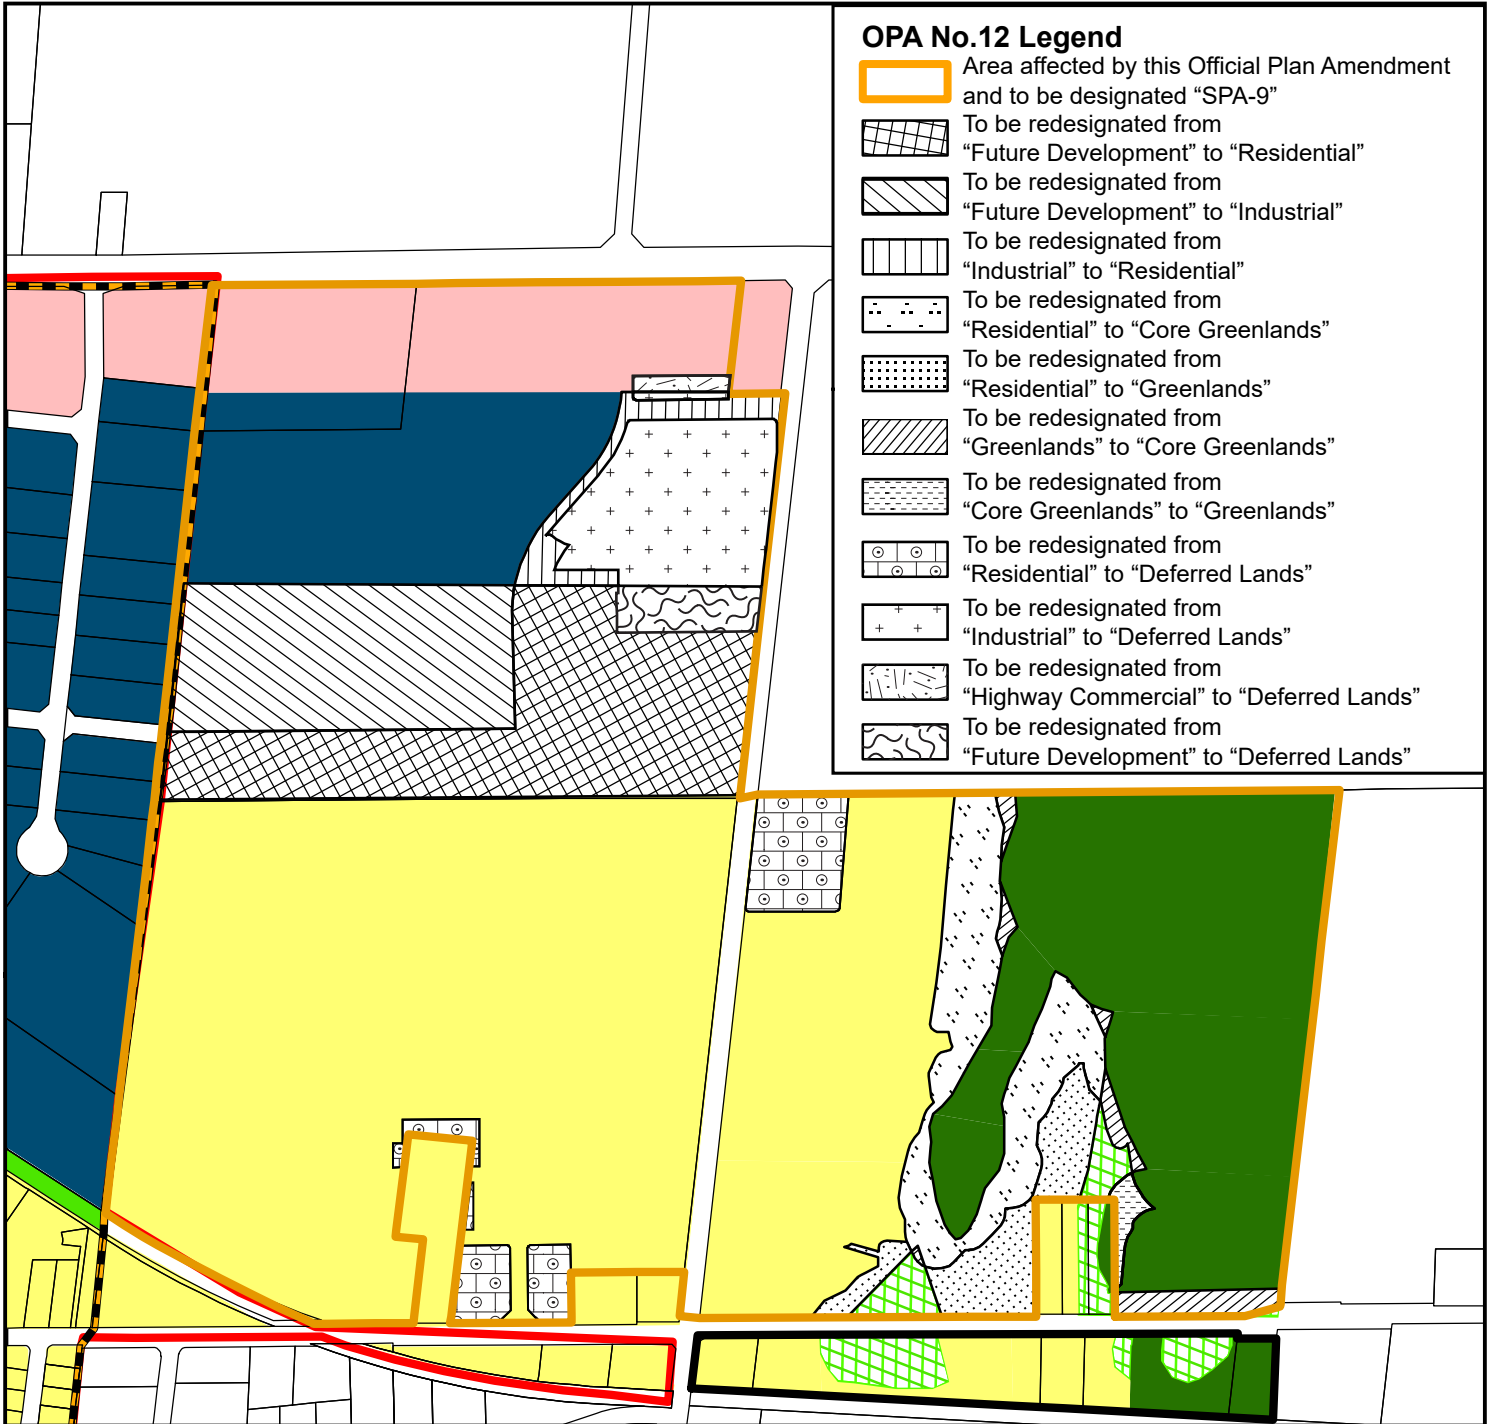 OPA No.12 Legend
Area affected by this Official Plan Amendment
and to be designated “SPA-9”
To be redesignated from
“Future Development” to “Residential”
To be redesignated from
“Future Development” to “Industrial”
To be redesignated from
“Industrial” to “Residential”
To be redesignated from
“Residential” to “Core Greenlands”
To be redesignated from
“Residential” to “Greenlands”
To be redesignated from
“Greenlands” to “Core Greenlands”
To be redesignated from
“Core Greenlands” to “Greenlands”
To be redesignated from
“Residential” to “Deferred Lands”
To be redesignated from
“Industrial” to “Deferred Lands”
To be redesignated from
“Highway Commercial” to “Deferred Lands”
To be redesignated from
“Future Development” to “Deferred Lands”